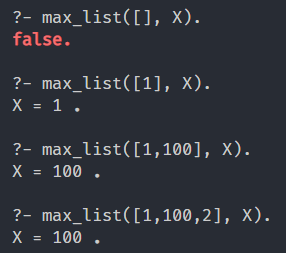 ?- max_list([], X).
false.
?- max_list([1], X).
X = 1 .
?- max_list([1,100], X).
X = 100 .
?- max_list([1,100,2], X).
X = 100 .